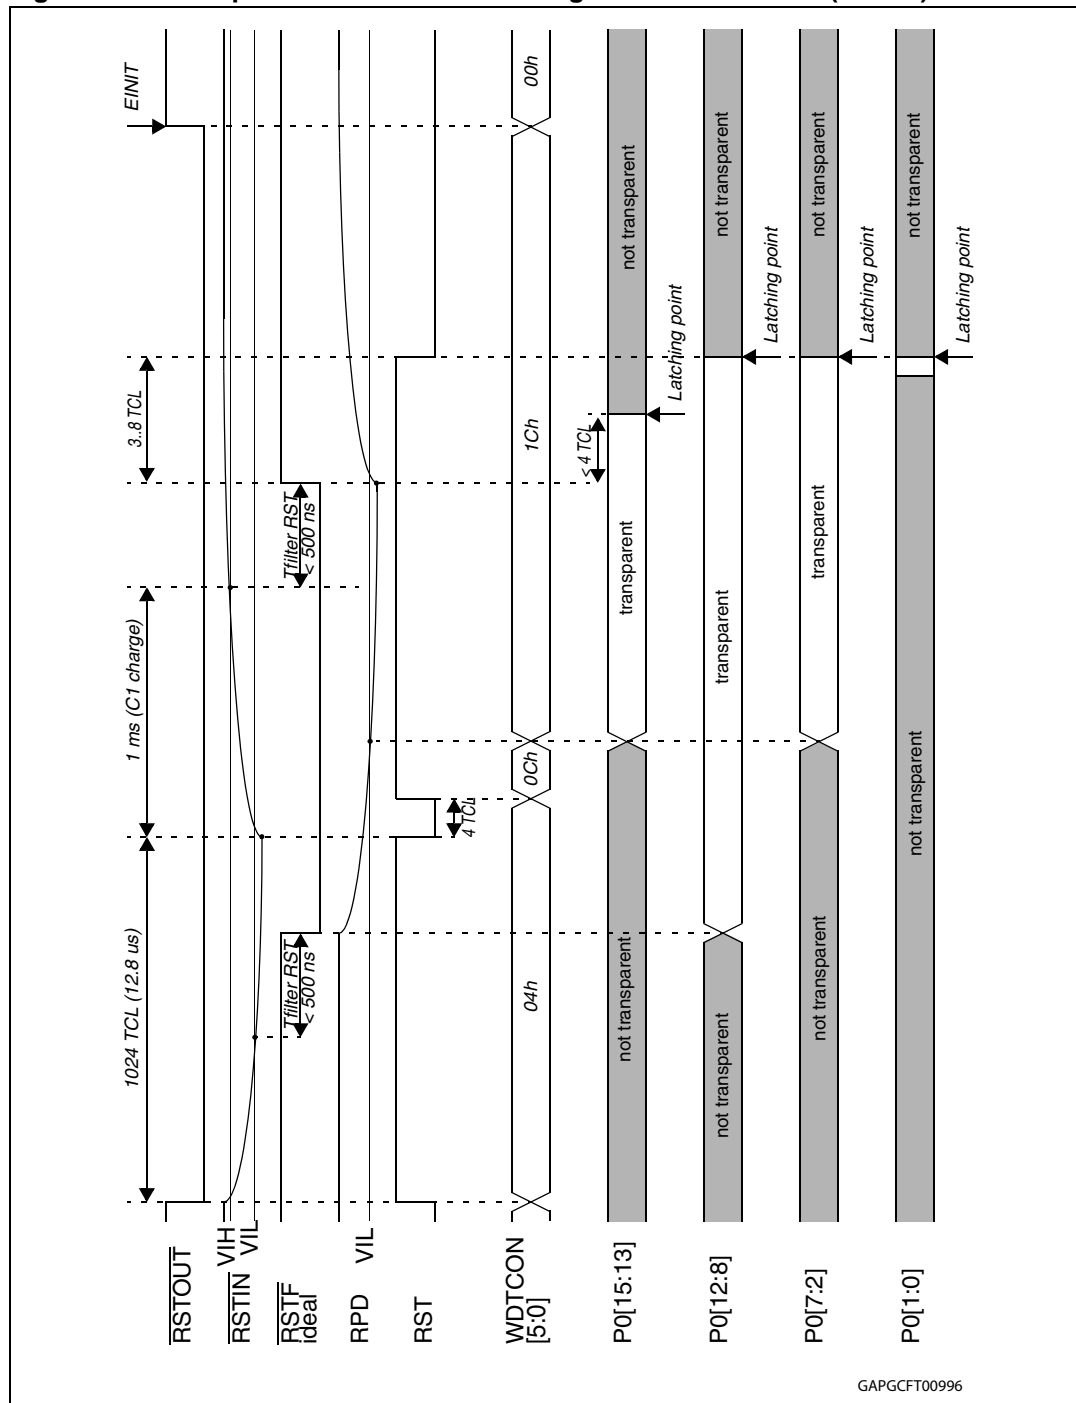 RSTOUT
RSTIN
VIH
VIL
RSTF
ideal
RPD
VIL
RST
WDTCON
[5:0]
P0[15:13]
P0[12:8]
P0[7:2]
P0[1:0]
1024 TCL (12.8 us)
1 ms (C1 charge)
3..8 TCL
EINIT
Tfilter RST
< 500 ns
Tfilter RST
< 500 ns
4 TCL
04h
0Ch
1Ch
00h
< 4 TCL
not transparent
transparent
not transparent
Latching point
not transparent
transparent
not transparent
Latching point
not transparent
transparent
not transparent
Latching point
not transparent
not transparent
Latching point
GAPGCFT00996